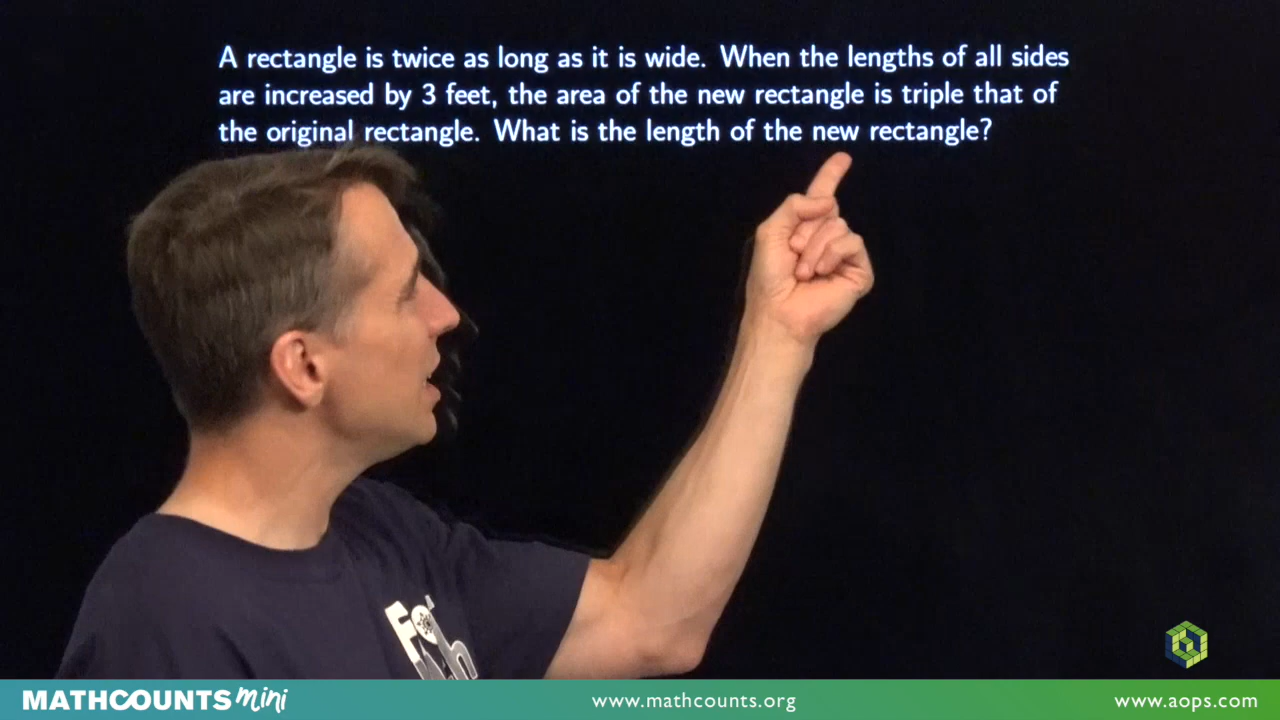 A rectangle is twice as long as it is wide. When the lengths of all sides
are increased by 3 feet, the area of the new rectangle is triple that of
the original rectangle. What is the length of the new rectangle?
MATHCOUNTS mini
www.mathcounts.org
www.aops.com